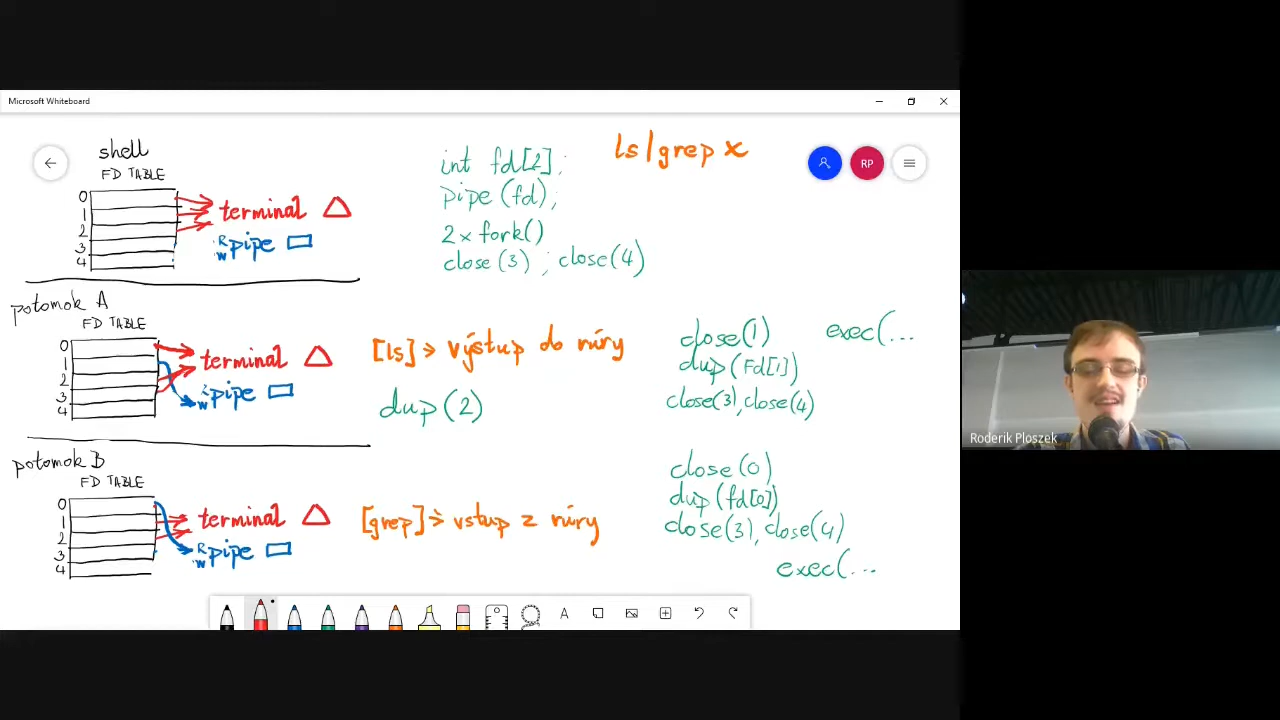 Microsoft Whiteboard
RP
ls | grep x
shell
FD TABLE
0
1
2
3
4
terminal
R
W
pipe
int fd[2];
pipe(fd);
2x fork()
close(3); close(4)
potomok A
FD TABLE
0
1
2
3
4
terminal
W
pipe
[ls] → výstup do rúry
dup(2)
close(1)
exec(...
dup(Fd[1])
close(3), close(4)
potomok B
FD TABLE
0
1
2
3
4
terminal
R
W
pipe
[grep] → vstup z rúry
close(0)
dup(fd[0])
close(3), close(4)
exec(...
A
Roderik Ploszek